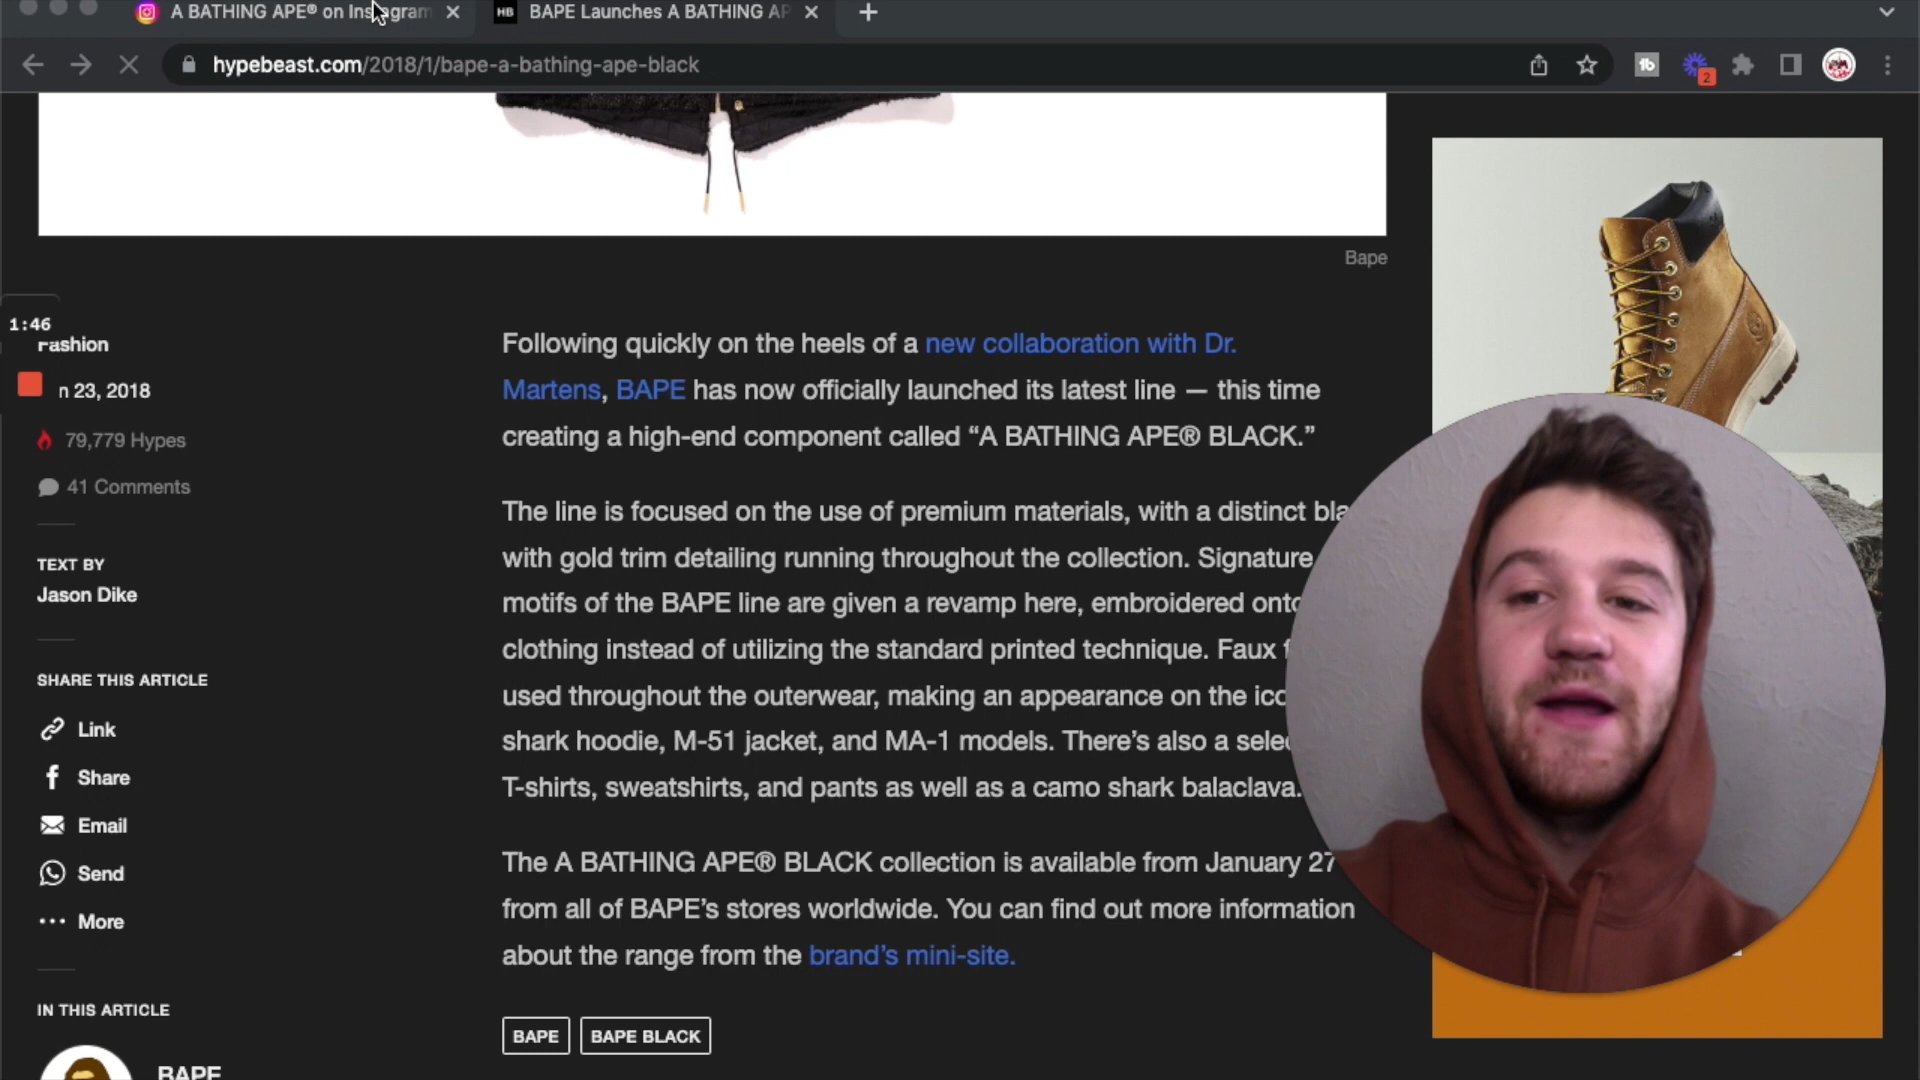 A BATHING APE® on Instagram
HB
BAPE Launches A BATHING AP
hypebeast.com/2018/1/bape-a-bathing-ape-black
tb
2
Bape
1:46
Fashion
n 23, 2018
79,779 Hypes
41 Comments
TEXT BY
Jason Dike
SHARE THIS ARTICLE
Link
Share
Email
Send
More
IN THIS ARTICLE
BAPE
Following quickly on the heels of a new collaboration with Dr.
Martens, BAPE has now officially launched its latest line — this time
creating a high-end component called “A BATHING APE® BLACK.”
The line is focused on the use of premium materials, with a distinct bla
with gold trim detailing running throughout the collection. Signature
motifs of the BAPE line are given a revamp here, embroidered onto
clothing instead of utilizing the standard printed technique. Faux f
used throughout the outerwear, making an appearance on the ico
shark hoodie, M-51 jacket, and MA-1 models. There’s also a selec
T-shirts, sweatshirts, and pants as well as a camo shark balaclava.
The A BATHING APE® BLACK collection is available from January 27
from all of BAPE’s stores worldwide. You can find out more information
about the range from the brand’s mini-site.
BAPE
BAPE BLACK